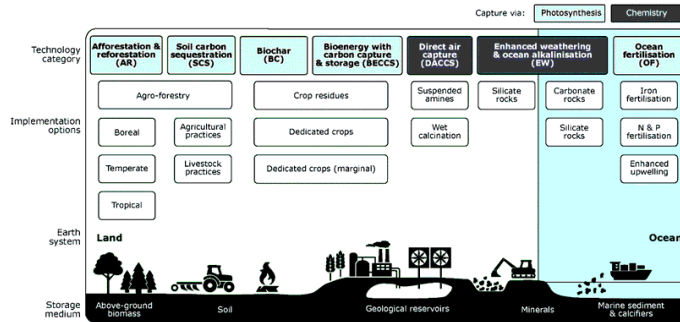 Capture via:
Photosynthesis
Chemistry
Technology
category
Afforestation &
reforestation
(AR)
Soil carbon
sequestration
(SCS)
Biochar
(BC)
Bioenergy with
carbon capture
& storage (BECCS)
Direct air
capture
(DACCS)
Enhanced weathering
& ocean alkalinisation
(EW)
Ocean
fertilisation
(OF)
Implementation
options
Agro-forestry
Crop residues
Suspended
amines
Silicate
rocks
Carbonate
rocks
Iron
fertilisation
Boreal
Agricultural
practices
Dedicated crops
Wet
calcination
Silicate
rocks
N & P
fertilisation
Temperate
Livestock
practices
Dedicated crops (marginal)
Enhanced
upwelling
Tropical
Earth
system
Land
Ocean
Storage
medium
Above-ground
biomass
Soil
Geological reservoirs
Minerals
Marine sediment
& calcifiers